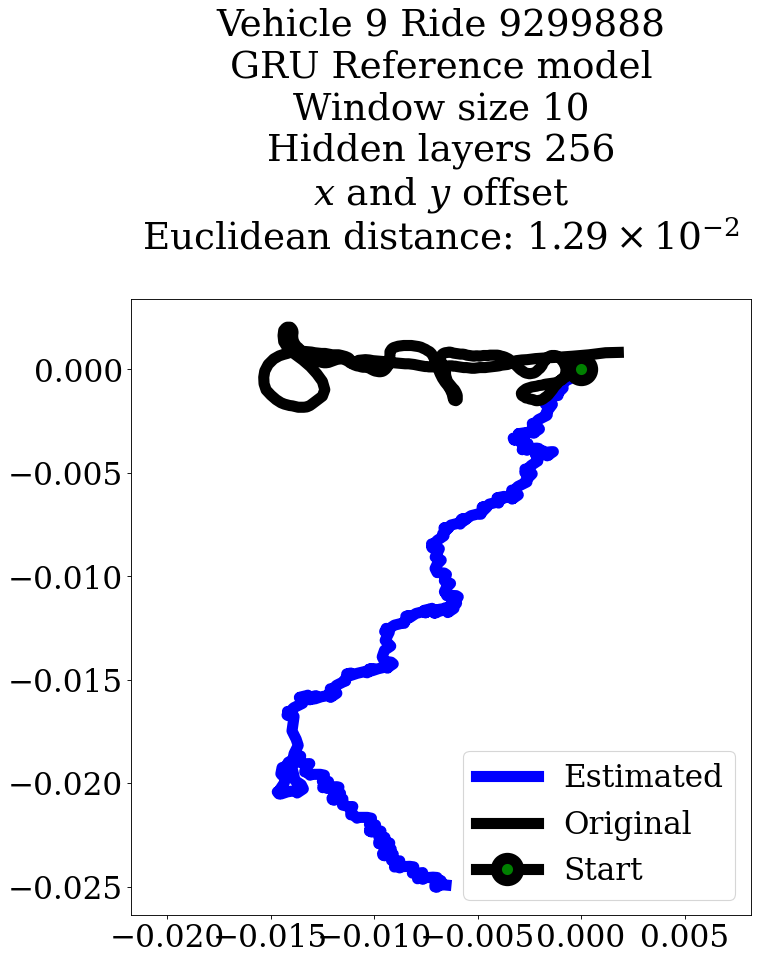 Vehicle 9 Ride 9299888
GRU Reference model
Window size 10
Hidden layers 256
x and y offset
Euclidean distance: 1.29 × 10⁻²
0.000
−0.005
−0.010
−0.015
−0.020
−0.025
Estimated
Original
Start
−0.020 −0.015 −0.010 −0.005 0.000 0.005